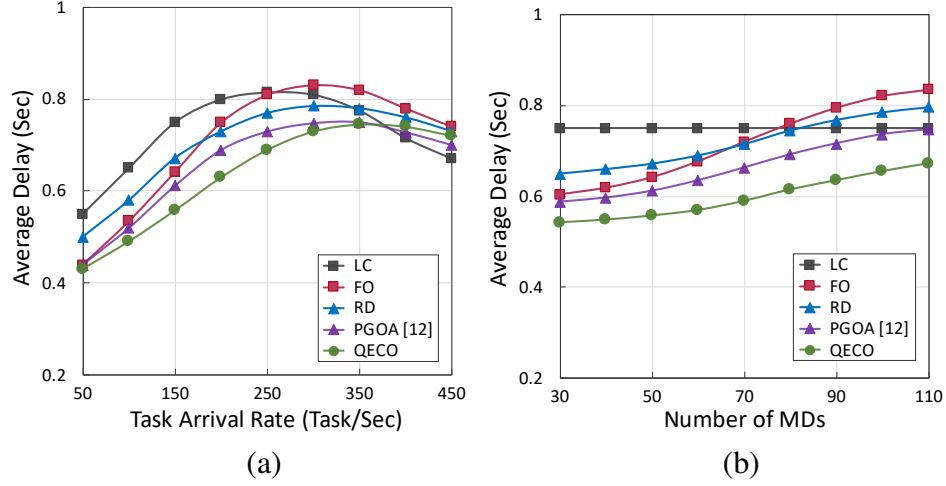 1
0.8
0.6
0.4
0.2
Average Delay (Sec)
LC
FO
RD
PGOA [12]
QECO
50 150 250 350 450
Task Arrival Rate (Task/Sec)
(a)
1
0.8
0.6
0.4
0.2
Average Delay (Sec)
LC
FO
RD
PGOA [12]
QECO
30 50 70 90 110
Number of MDs
(b)